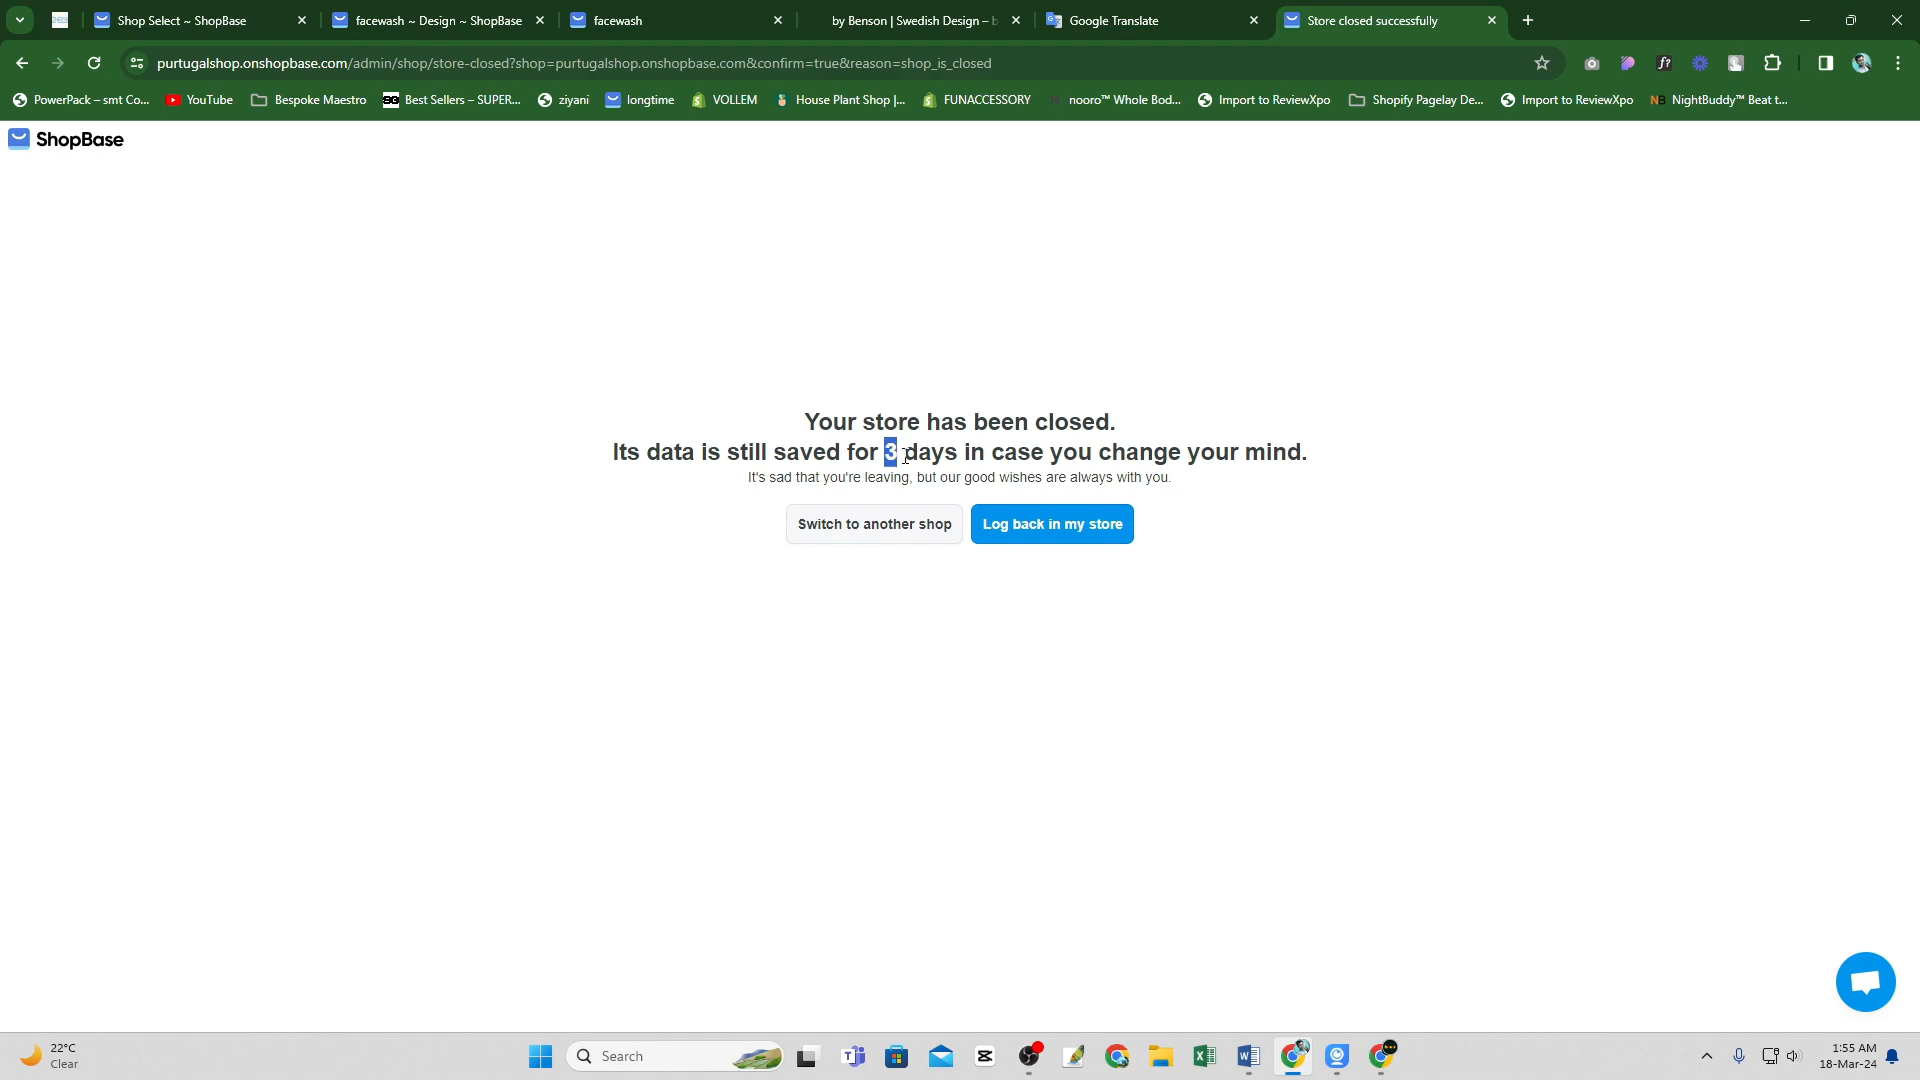 Shop Select ~ ShopBase
facewash ~ Design ~ ShopBase
facewash
by Benson | Swedish Design – b
Google Translate
Store closed successfully
purtugalshop.onshopbase.com/admin/shop/store-closed?shop=purtugalshop.onshopbase.com&confirm=true&reason=shop_is_closed
PowerPack – smt Co...
YouTube
Bespoke Maestro
Best Sellers – SUPER...
ziyani
longtime
VOLLEM
House Plant Shop |...
FUNACCESSORY
nooro™ Whole Bod...
Import to ReviewXpo
Shopify Pagelay De...
Import to ReviewXpo
NB NightBuddy™ Beat t...
ShopBase
Your store has been closed.
Its data is still saved for 3 days in case you change your mind.
It's sad that you're leaving, but our good wishes are always with you.
Switch to another shop
Log back in my store
22°C
Clear
Search
1:55 AM
18-Mar-24